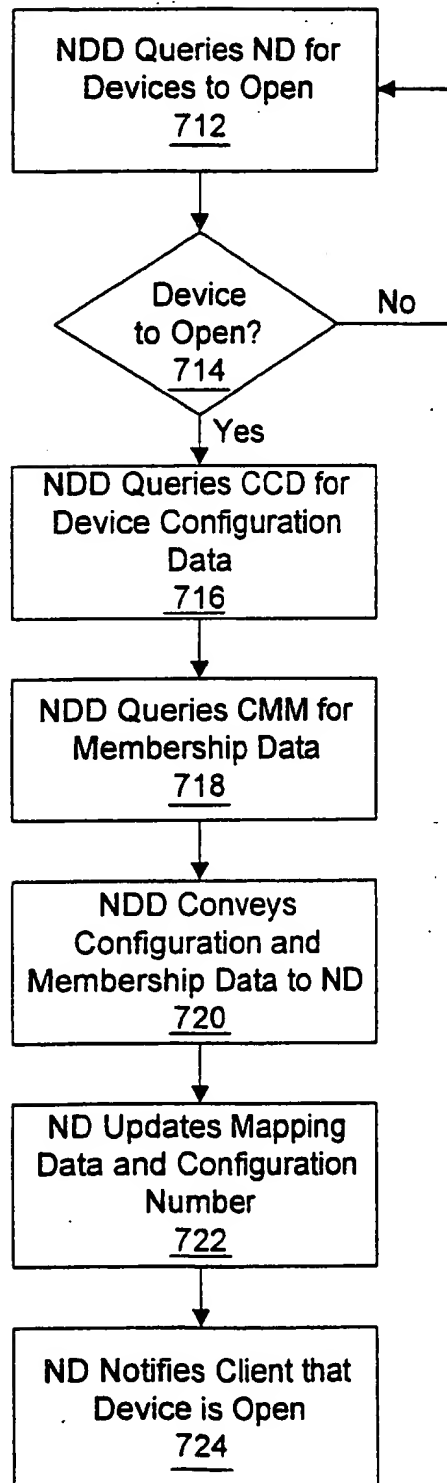 NDD Queries ND for
Devices to Open
712
Device
to Open?
714
No
Yes
NDD Queries CCD for
Device Configuration
Data
716
NDD Queries CMM for
Membership Data
718
NDD Conveys
Configuration and
Membership Data to ND
720
ND Updates Mapping
Data and Configuration
Number
722
ND Notifies Client that
Device is Open
724